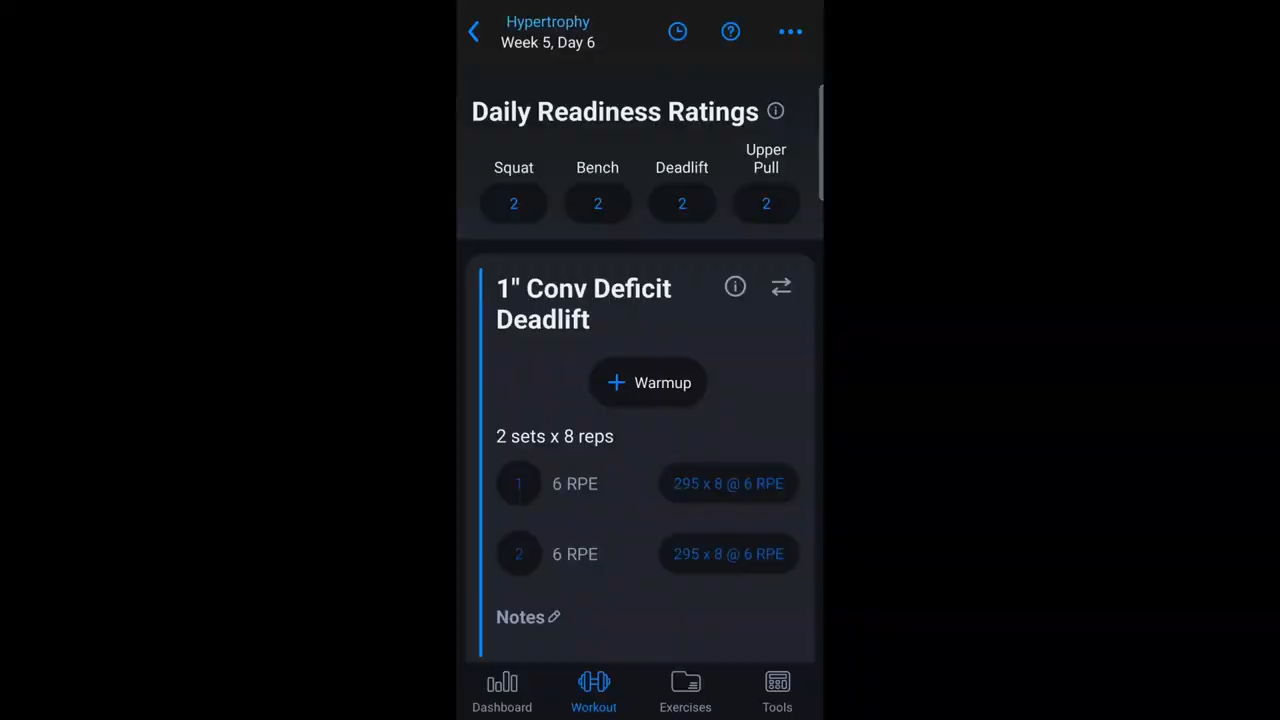 Hypertrophy
Week 5, Day 6
Daily Readiness Ratings
Squat
Bench
Deadlift
Upper
Pull
2
2
2
2
1" Conv Deficit
Deadlift
+ Warmup
2 sets x 8 reps
1 6 RPE 295 x 8 @ 6 RPE
2 6 RPE 295 x 8 @ 6 RPE
Notes
Dashboard
Workout
Exercises
Tools